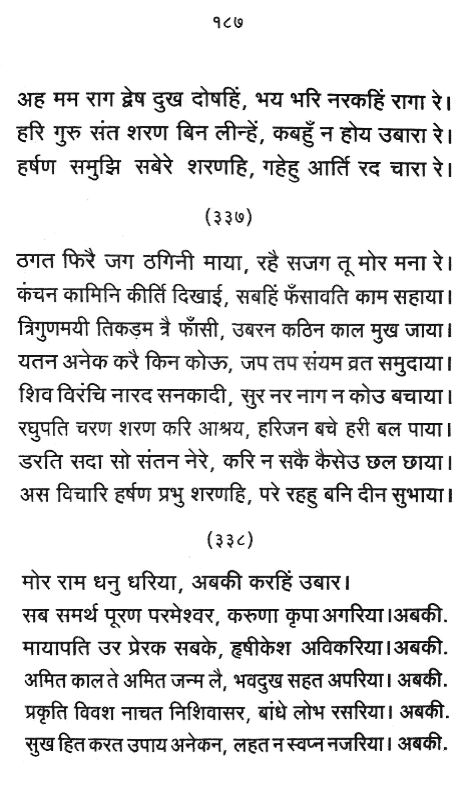 १८७
अह मम राग द्वेष दुख दोषहिं, भय भरि नरकहिं रागा रे।
हरि गुरु संत शरण बिन लीन्हें, कबहुँ न होय उबारा रे।
हर्षण समुझि सबेरे शरणहि, गहेहु आर्ति रद चारा रे।
(३३७)
ठगत फिरै जग ठगिनी माया, रहै सजग तू मोर मना रे।
कंचन कामिनि कीर्ति दिखाई, सबहिं फँसावति काम सहाया।
त्रिगुणमयी तिकड़म त्रै फाँसी, उबरन कठिन काल मुख जाया।
यतन अनेक करै किन कोऊ, जप तप संयम व्रत समुदाया।
शिव विरंचि नारद सनकादी, सुर नर नाग न कोउ बचाया।
रघुपति चरण शरण करि आश्रय, हरिजन बचे हरी बल पाया।
डरति सदा सो संतन नेरे, करि न सकै कैसेउ छल छाया।
अस विचारि हर्षण प्रभु शरणहि, परे रहहु बनि दीन सुभाया।
(३३८)
मोर राम धनु धरिया, अबकी करहिं उबार।
सब समर्थ पूरण परमेश्वर, करुणा कृपा अगरिया।अबकी.
मायापति उर प्रेरक सबके, हृषीकेश अविकरिया।अबकी.
अमित काल ते अमित जन्म लै, भवदुख सहत अपरिया। अबकी.
प्रकृति विवश नाचत निशिवासर, बांधे लोभ रसरिया। अबकी.
सुख हित करत उपाय अनेकन, लहत न स्वप्न नजरिया। अबकी.